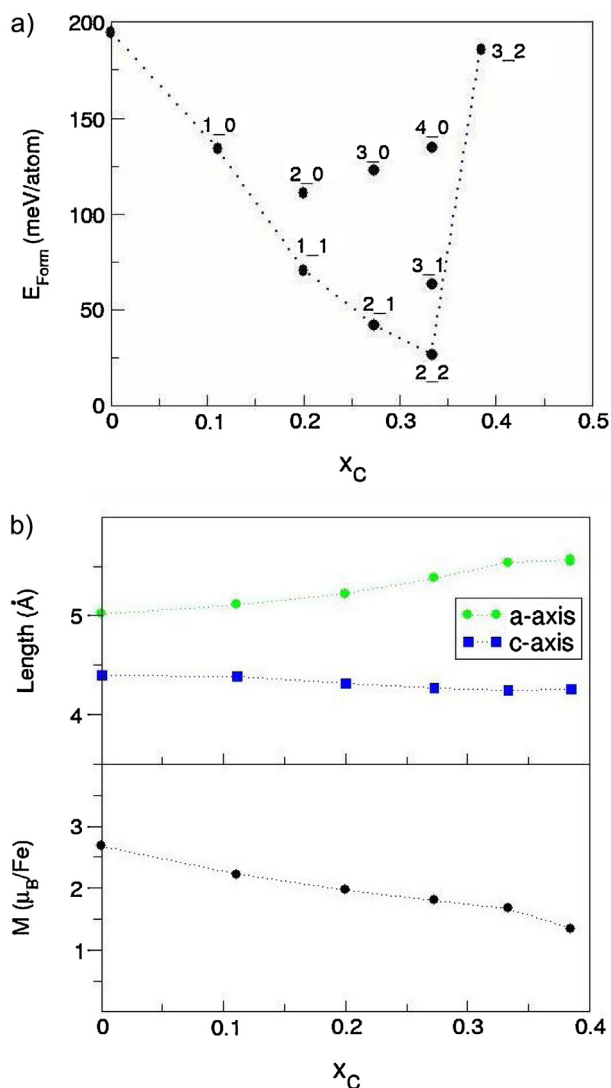 a)
200
150
100
50
0
E_Form (meV/atom)
1_0
2_0
3_0
4_0
3_2
1_1
2_1
3_1
2_2
0 0.1 0.2 0.3 0.4 0.5
X_C
b)
5
4
Length (Å)
a-axis
c-axis
3
2
1
M (μ_B/Fe)
0 0.1 0.2 0.3 0.4
X_C